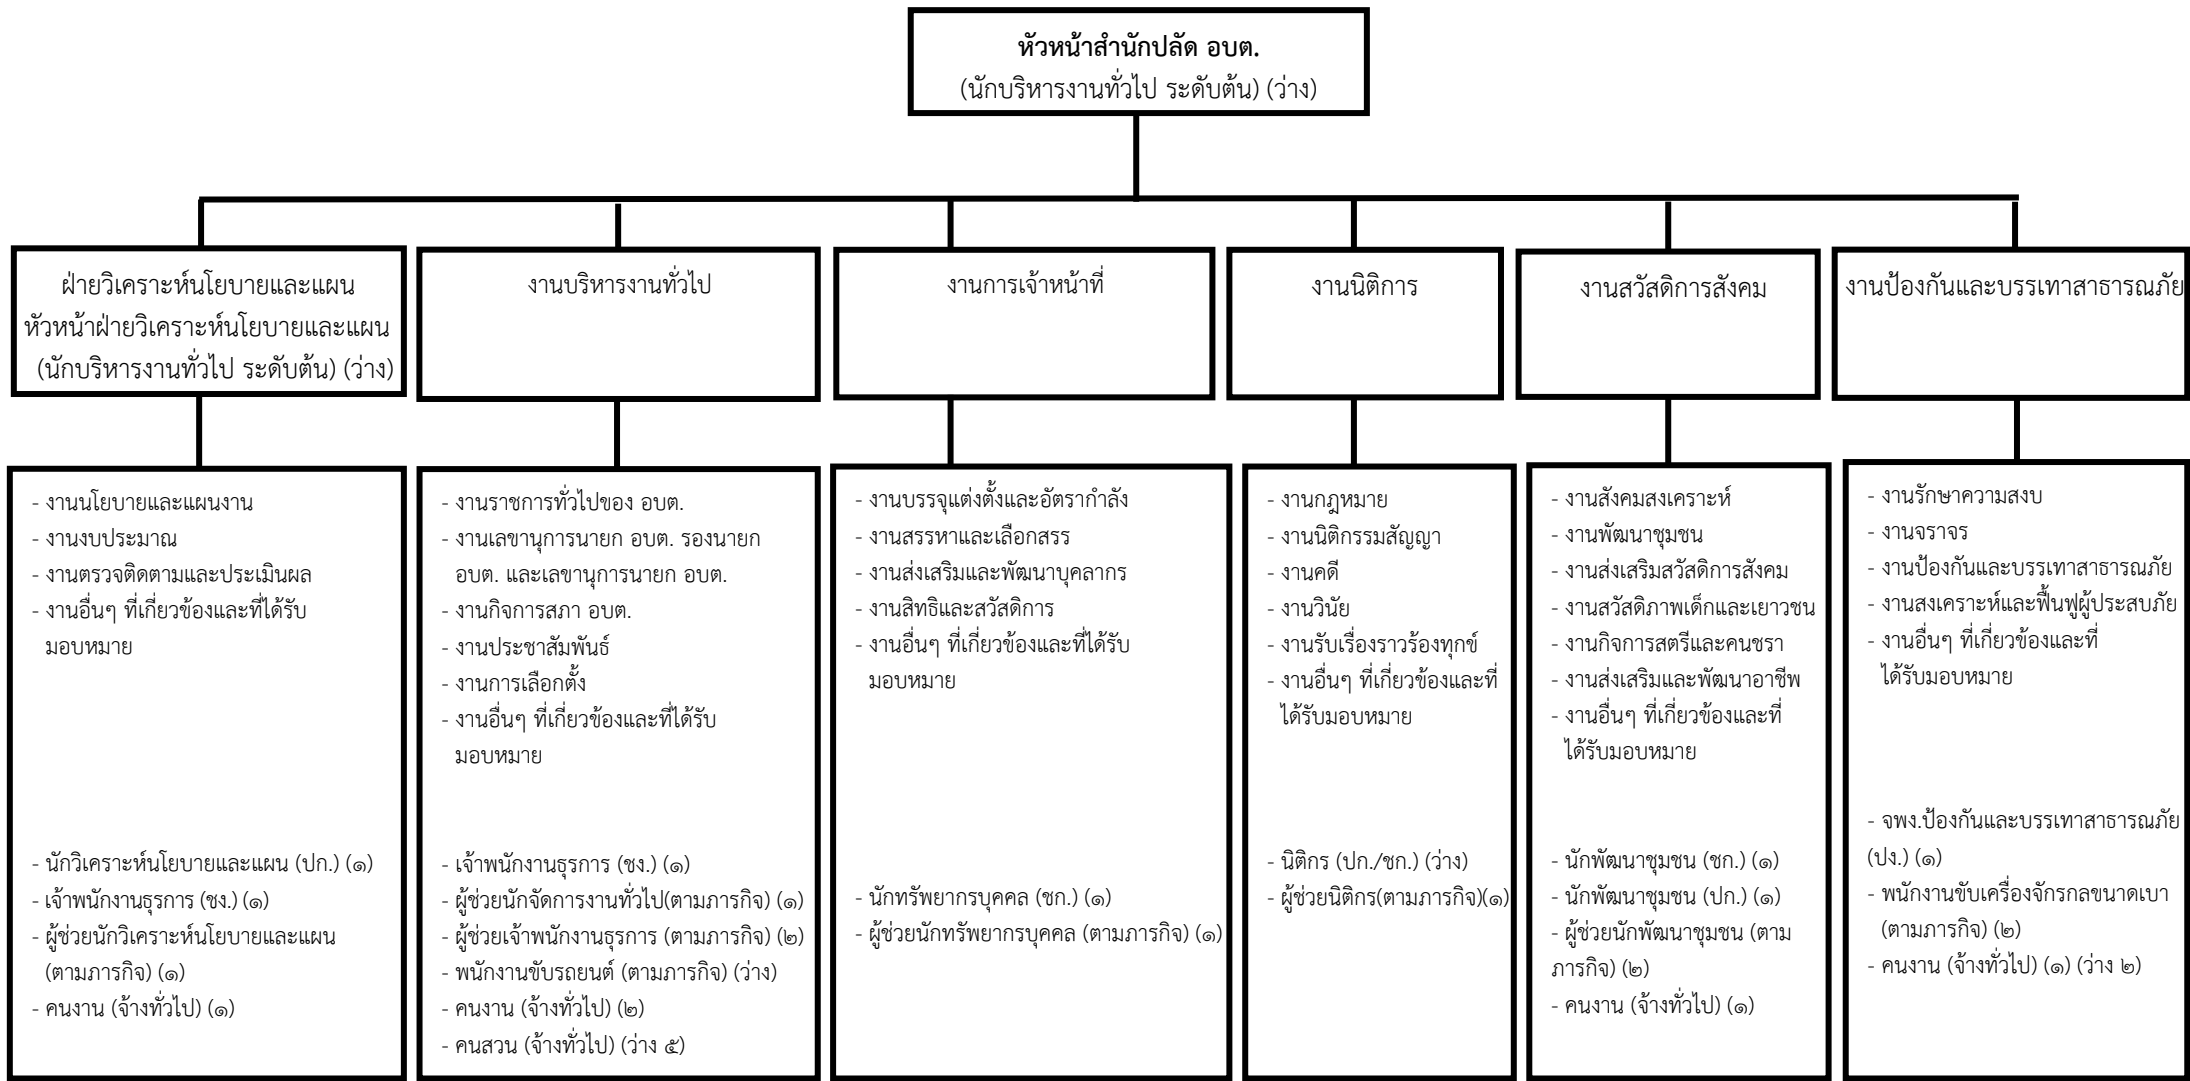 หัวหน้าสำนักปลัด อบต.
(นักบริหารงานทั่วไป ระดับต้น) (ว่าง)
ฝ่ายวิเคราะห์นโยบายและแผน
หัวหน้าฝ่ายวิเคราะห์นโยบายและแผน
(นักบริหารงานทั่วไป ระดับต้น) (ว่าง)
งานบริหารงานทั่วไป
งานการเจ้าหน้าที่
งานนิติการ
งานสวัสดิการสังคม
งานป้องกันและบรรเทาสาธารณภัย
- งานนโยบายและแผนงาน
- งานงบประมาณ
- งานตรวจติดตามและประเมินผล
- งานอื่นๆ ที่เกี่ยวข้องและที่ได้รับ
มอบหมาย
- นักวิเคราะห์นโยบายและแผน (ปก.) (๑)
- เจ้าพนักงานธุรการ (ชง.) (๑)
- ผู้ช่วยนักวิเคราะห์นโยบายและแผน
(ตามภารกิจ) (๑)
- คนงาน (จ้างทั่วไป) (๑)
- งานราชการทั่วไปของ อบต.
- งานเลขานุการนายก อบต. รองนายก
อบต. และเลขานุการนายก อบต.
- งานกิจการสภา อบต.
- งานประชาสัมพันธ์
- งานการเลือกตั้ง
- งานอื่นๆ ที่เกี่ยวข้องและที่ได้รับ
มอบหมาย
- เจ้าพนักงานธุรการ (ชง.) (๑)
- ผู้ช่วยนักจัดการงานทั่วไป(ตามภารกิจ) (๑)
- ผู้ช่วยเจ้าพนักงานธุรการ (ตามภารกิจ) (๒)
- พนักงานขับรถยนต์ (ตามภารกิจ) (ว่าง)
- คนงาน (จ้างทั่วไป) (๒)
- คนสวน (จ้างทั่วไป) (ว่าง ๕)
- งานบรรจุแต่งตั้งและอัตรากำลัง
- งานสรรหาและเลือกสรร
- งานส่งเสริมและพัฒนาบุคลากร
- งานสิทธิและสวัสดิการ
- งานอื่นๆ ที่เกี่ยวข้องและที่ได้รับ
มอบหมาย
- นักทรัพยากรบุคคล (ชก.) (๑)
- ผู้ช่วยนักทรัพยากรบุคคล (ตามภารกิจ) (๑)
- งานกฎหมาย
- งานนิติกรรมสัญญา
- งานคดี
- งานวินัย
- งานรับเรื่องราวร้องทุกข์
- งานอื่นๆ ที่เกี่ยวข้องและที่
ได้รับมอบหมาย
- นิติกร (ปก./ชก.) (ว่าง)
- ผู้ช่วยนิติกร(ตามภารกิจ)(๑)
- งานสังคมสงเคราะห์
- งานพัฒนาชุมชน
- งานส่งเสริมสวัสดิการสังคม
- งานสวัสดิภาพเด็กและเยาวชน
- งานกิจการสตรีและคนชรา
- งานส่งเสริมและพัฒนาอาชีพ
- งานอื่นๆ ที่เกี่ยวข้องและที่
ได้รับมอบหมาย
- นักพัฒนาชุมชน (ชก.) (๑)
- นักพัฒนาชุมชน (ปก.) (๑)
- ผู้ช่วยนักพัฒนาชุมชน (ตาม
ภารกิจ) (๒)
- คนงาน (จ้างทั่วไป) (๑)
- งานรักษาความสงบ
- งานจราจร
- งานป้องกันและบรรเทาสาธารณภัย
- งานสงเคราะห์และฟื้นฟูผู้ประสบภัย
- งานอื่นๆ ที่เกี่ยวข้องและที่
ได้รับมอบหมาย
- จพง.ป้องกันและบรรเทาสาธารณภัย
(ปง.) (๑)
- พนักงานขับเครื่องจักรกลขนาดเบา
(ตามภารกิจ) (๒)
- คนงาน (จ้างทั่วไป) (๑) (ว่าง ๒)